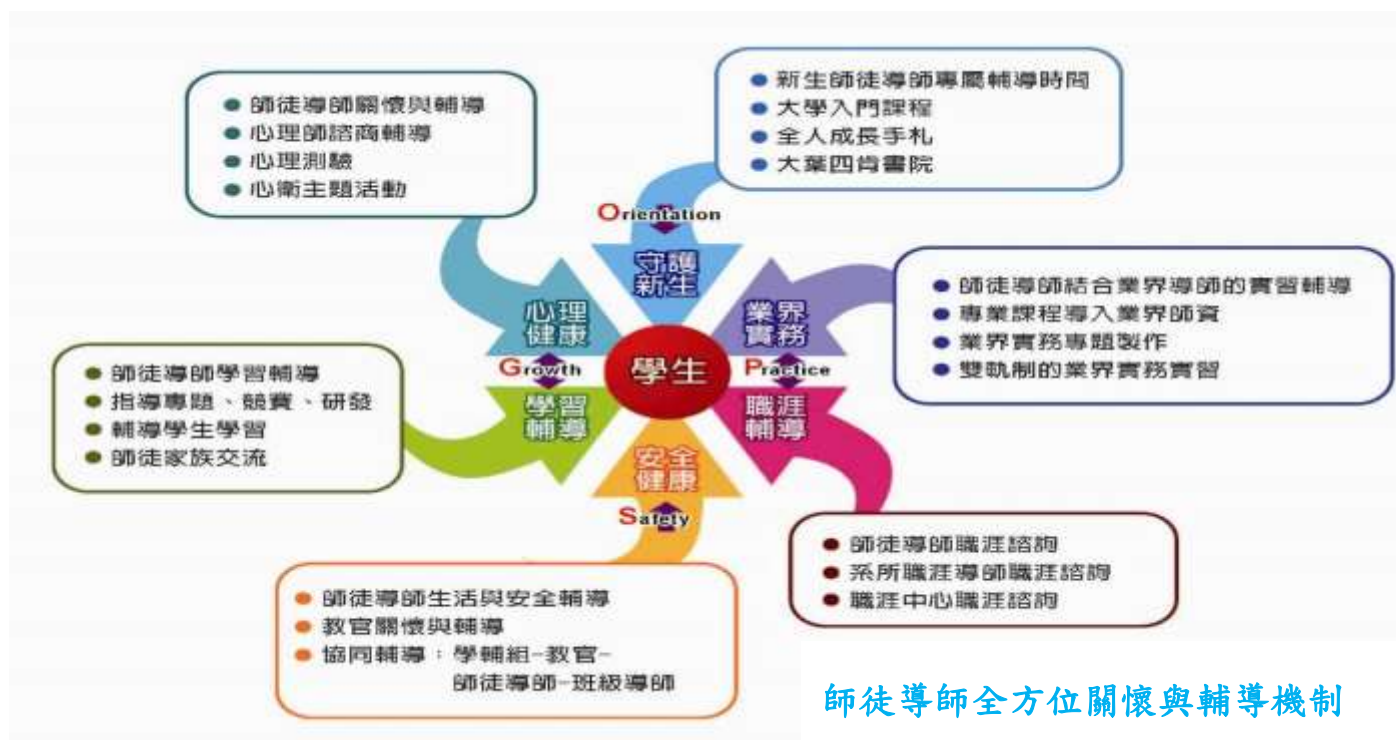 師徒導師關懷與輔導
心理師諮商輔導
心理測驗
心衛主題活動
新生師徒導師專屬輔導時間
大學入門課程
全人成長手札
大葉四肯書院
Orientation
守護
新生
心理
健康
業界
實務
師徒導師結合業界導師的實習輔導
專業課程導入業界師資
業界實務專題製作
雙軌制的業界實務實習
Growth
學生
Practice
師徒導師學習輔導
指導專題、競賽、研發
輔導學生學習
師徒家族交流
學習
輔導
職涯
輔導
安全
健康
Safety
師徒導師職涯諮詢
系所職涯導師職涯諮詢
職涯中心職涯諮詢
師徒導師生活與安全輔導
教官關懷與輔導
協同輔導：學輔組-教官-
師徒導師-班級導師
師徒導師全方位關懷與輔導機制